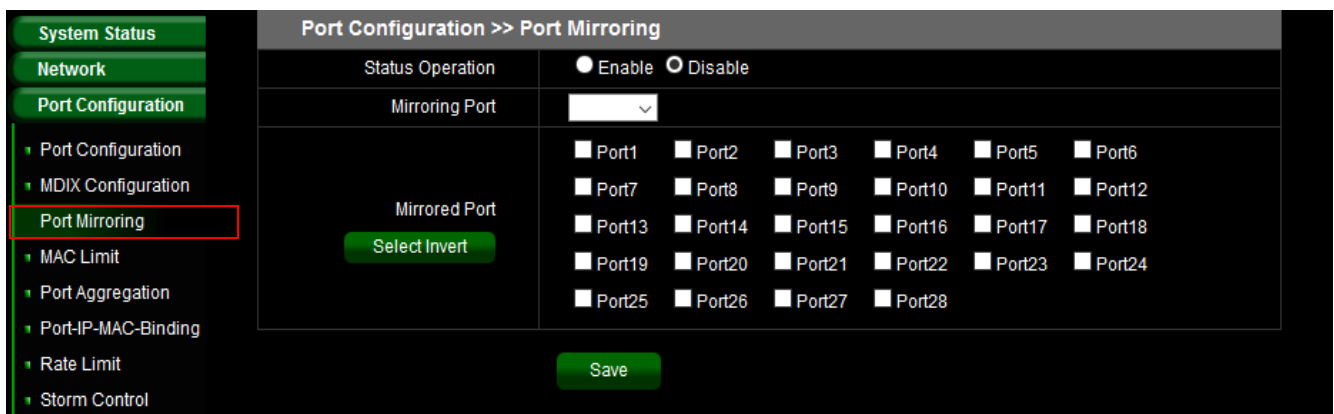 System Status
Network
Port Configuration
Port Configuration
MDIX Configuration
Port Mirroring
MAC Limit
Port Aggregation
Port-IP-MAC-Binding
Rate Limit
Storm Control
Port Configuration >> Port Mirroring
Status Operation Enable Disable
Mirroring Port
Mirrored Port
Select Invert
Port1 Port2 Port3 Port4 Port5 Port6
Port7 Port8 Port9 Port10 Port11 Port12
Port13 Port14 Port15 Port16 Port17 Port18
Port19 Port20 Port21 Port22 Port23 Port24
Port25 Port26 Port27 Port28
Save